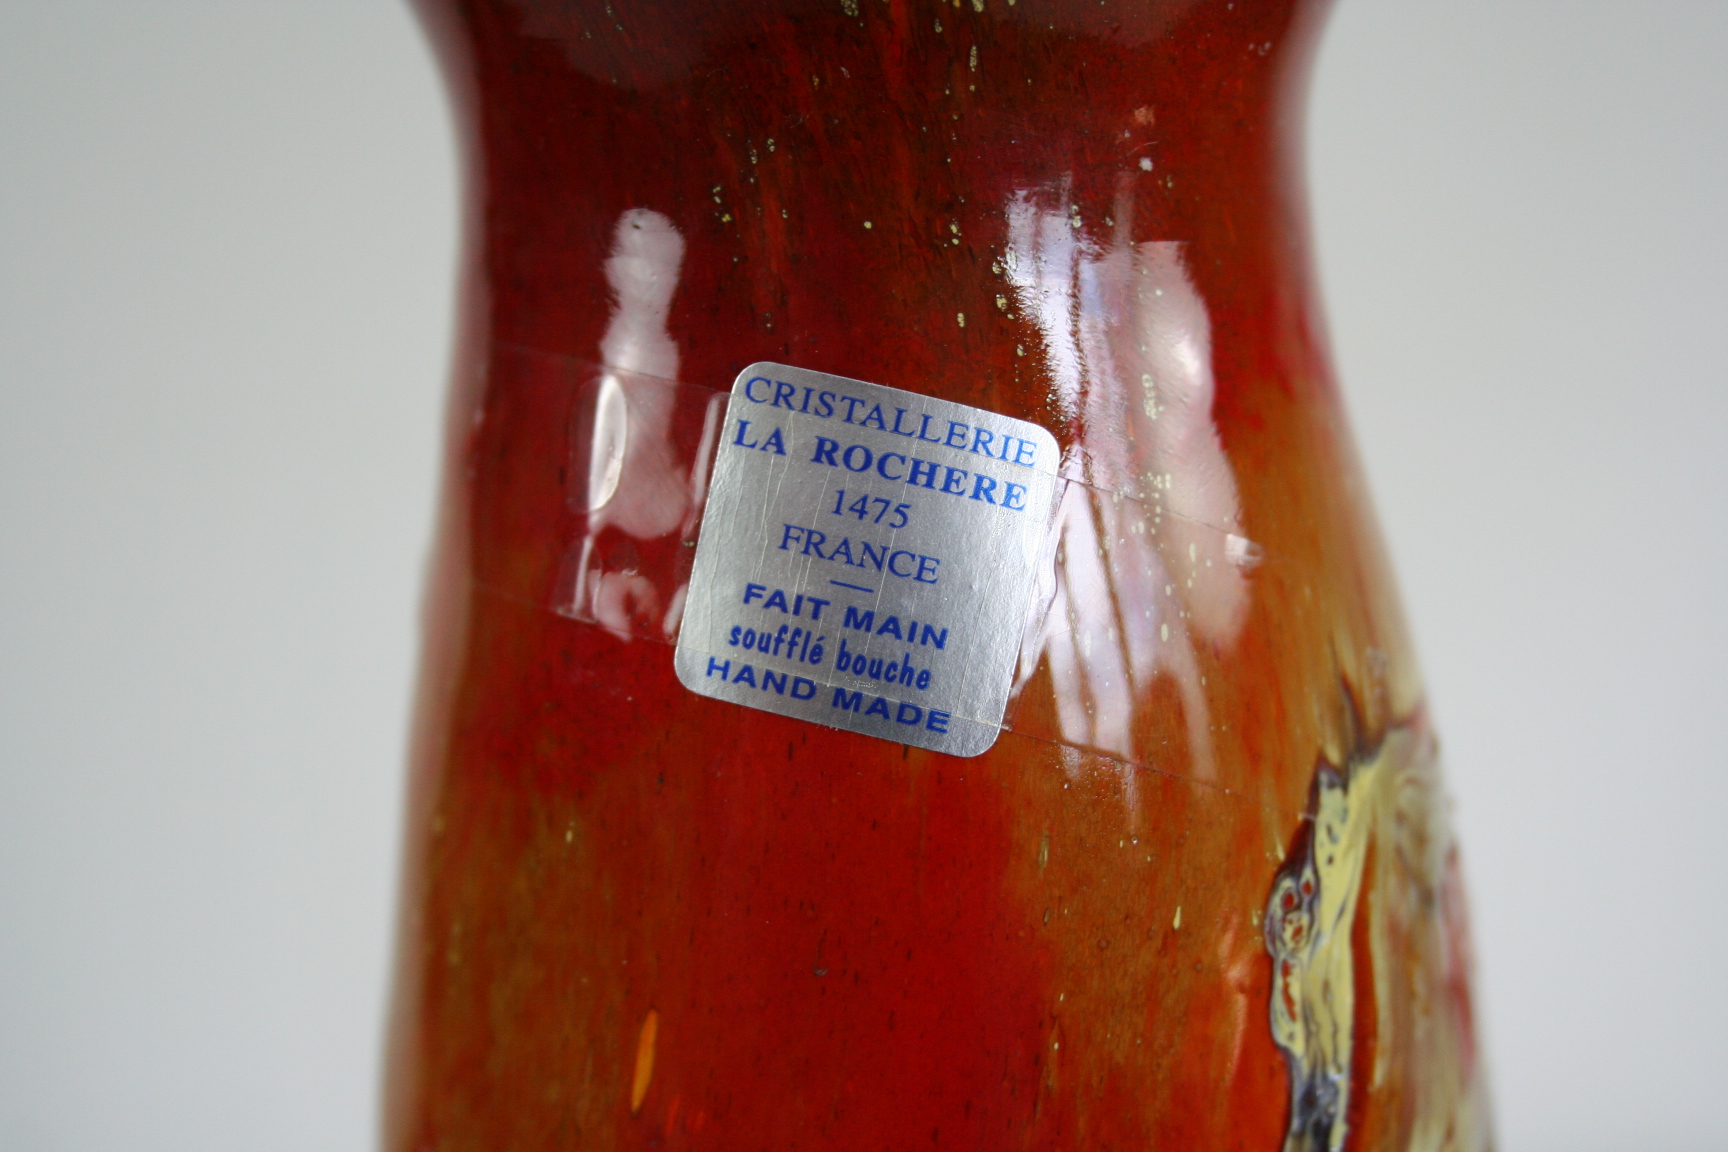 CRISTALLERIE
LA ROCHERE
1475
FRANCE
FAIT MAIN
soufflé bouche
HAND MADE